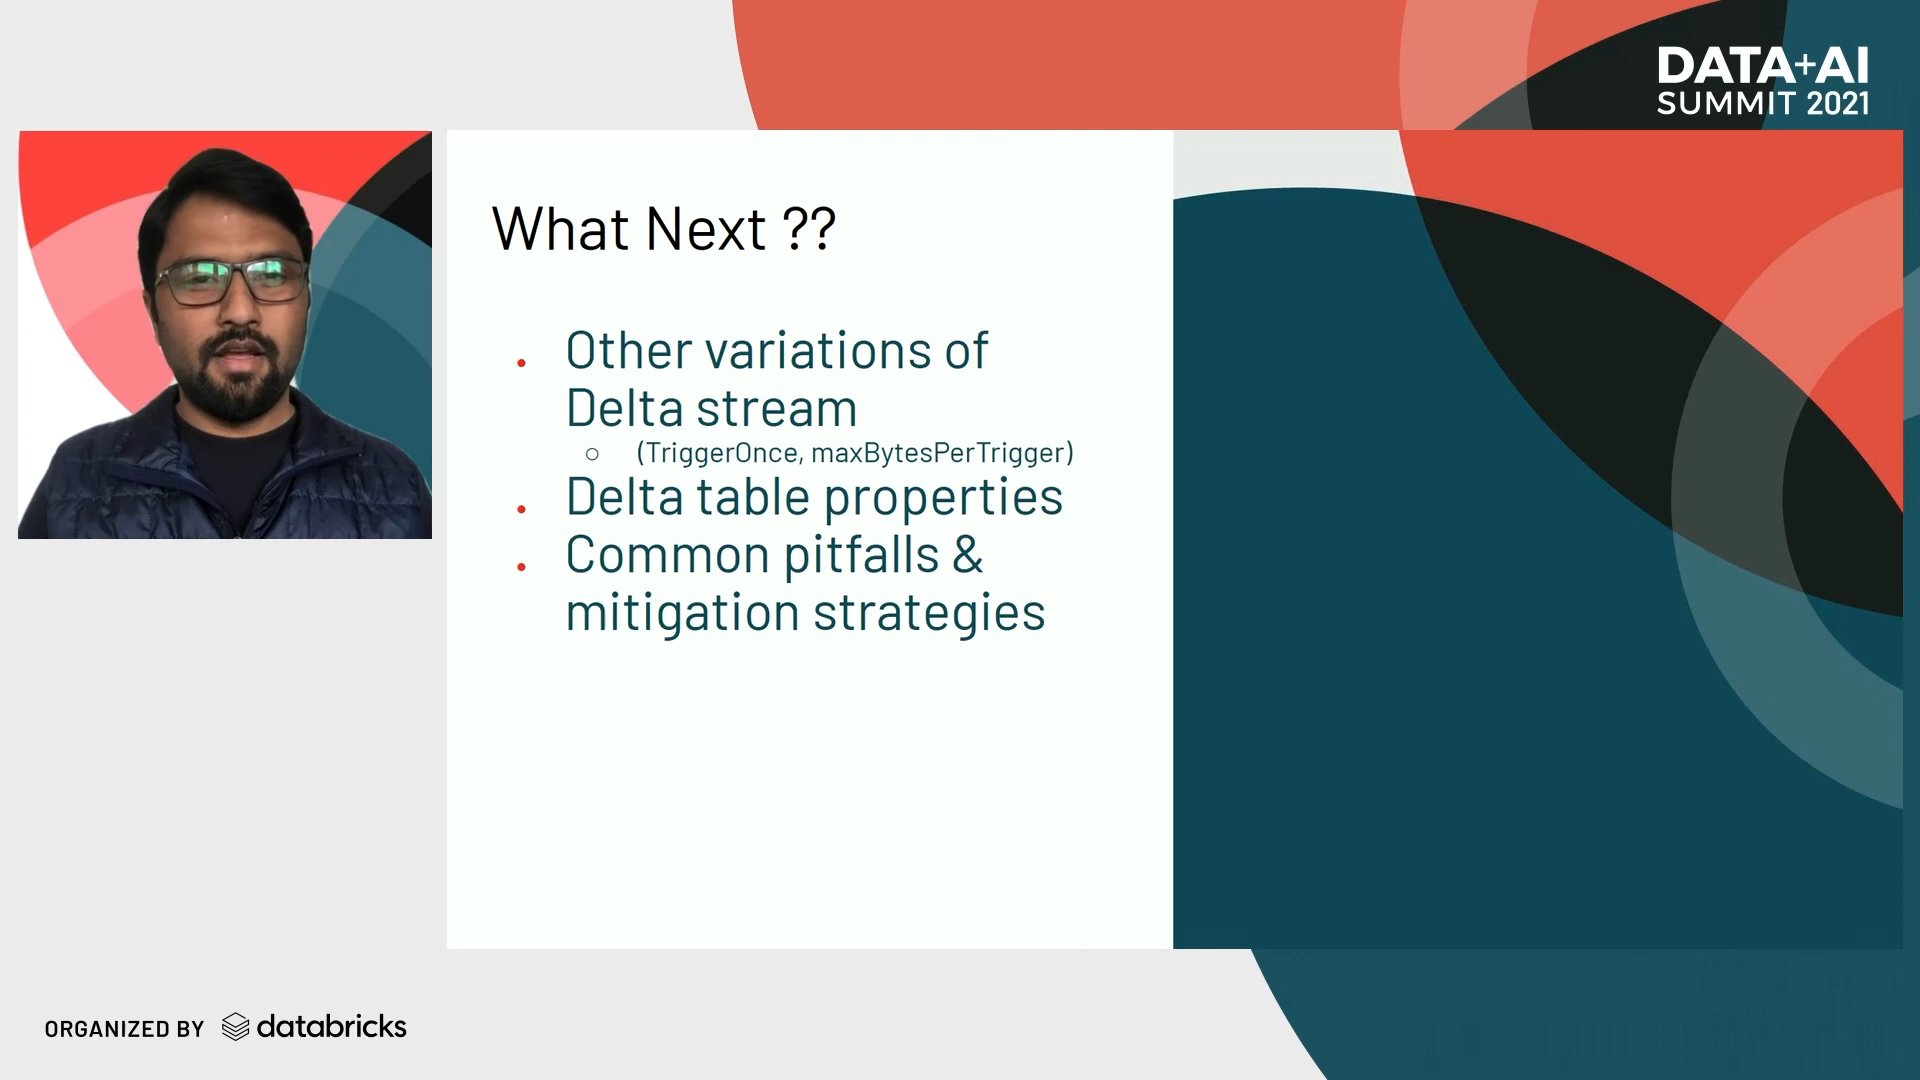 DATA+AI
SUMMIT 2021
What Next ??
Other variations of
Delta stream
(TriggerOnce, maxBytesPerTrigger)
Delta table properties
Common pitfalls &
mitigation strategies
ORGANIZED BY databricks